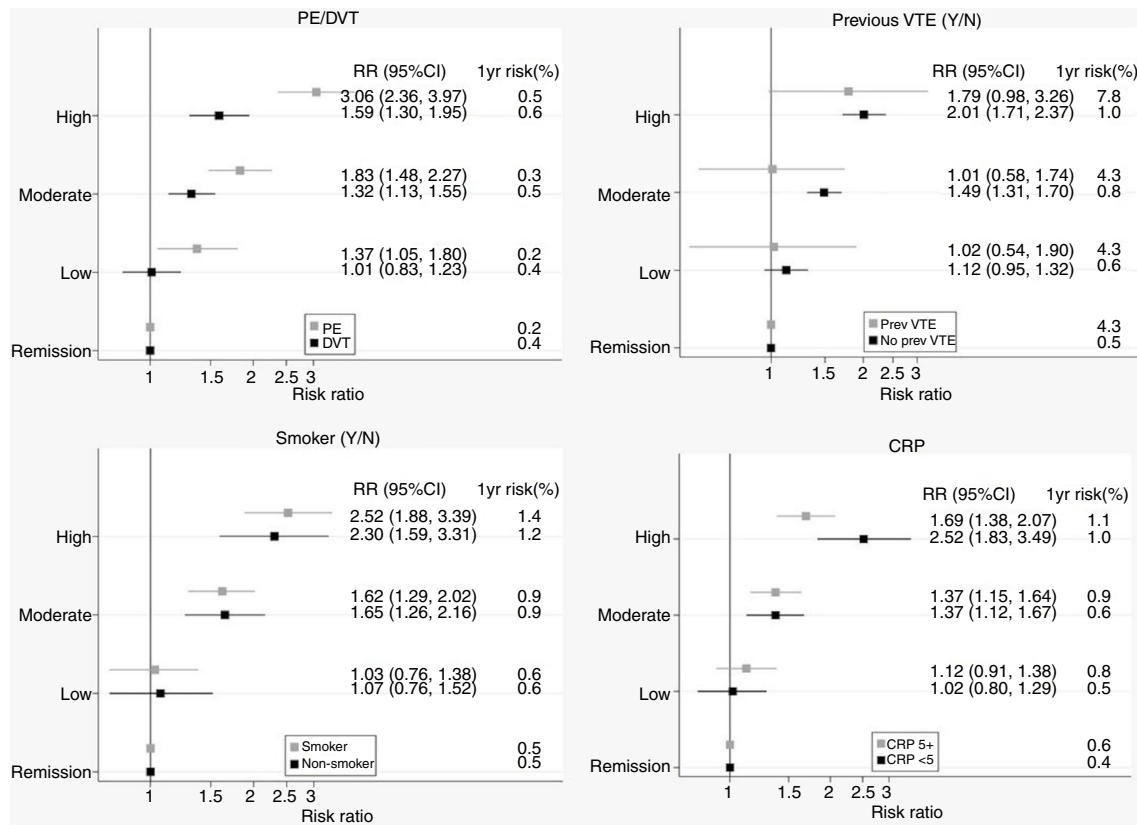 PE/DVT
RR (95%CI) 1yr risk(%)
3.06 (2.36, 3.97) 0.5
High 1.59 (1.30, 1.95) 0.6
1.83 (1.48, 2.27) 0.3
Moderate 1.32 (1.13, 1.55) 0.5
1.37 (1.05, 1.80) 0.2
Low 1.01 (0.83, 1.23) 0.4
PE 0.2
Remission DVT 0.4
1 1.5 2 2.5 3
Risk ratio
Previous VTE (Y/N)
RR (95%CI) 1yr risk(%)
1.79 (0.98, 3.26) 7.8
High 2.01 (1.71, 2.37) 1.0
1.01 (0.58, 1.74) 4.3
Moderate 1.49 (1.31, 1.70) 0.8
1.02 (0.54, 1.90) 4.3
Low 1.12 (0.95, 1.32) 0.6
Prev VTE 4.3
Remission No prev VTE 0.5
1 1.5 2 2.5 3
Risk ratio
Smoker (Y/N)
RR (95%CI) 1yr risk(%)
2.52 (1.88, 3.39) 1.4
High 2.30 (1.59, 3.31) 1.2
1.62 (1.29, 2.02) 0.9
Moderate 1.65 (1.26, 2.16) 0.9
1.03 (0.76, 1.38) 0.6
Low 1.07 (0.76, 1.52) 0.6
Smoker 0.5
Remission Non-smoker 0.5
1 1.5 2 2.5 3
Risk ratio
CRP
RR (95%CI) 1yr risk(%)
1.69 (1.38, 2.07) 1.1
High 2.52 (1.83, 3.49) 1.0
1.37 (1.15, 1.64) 0.9
Moderate 1.37 (1.12, 1.67) 0.6
1.12 (0.91, 1.38) 0.8
Low 1.02 (0.80, 1.29) 0.5
CRP 5+ 0.6
Remission CRP <5 0.4
1 1.5 2 2.5 3
Risk ratio